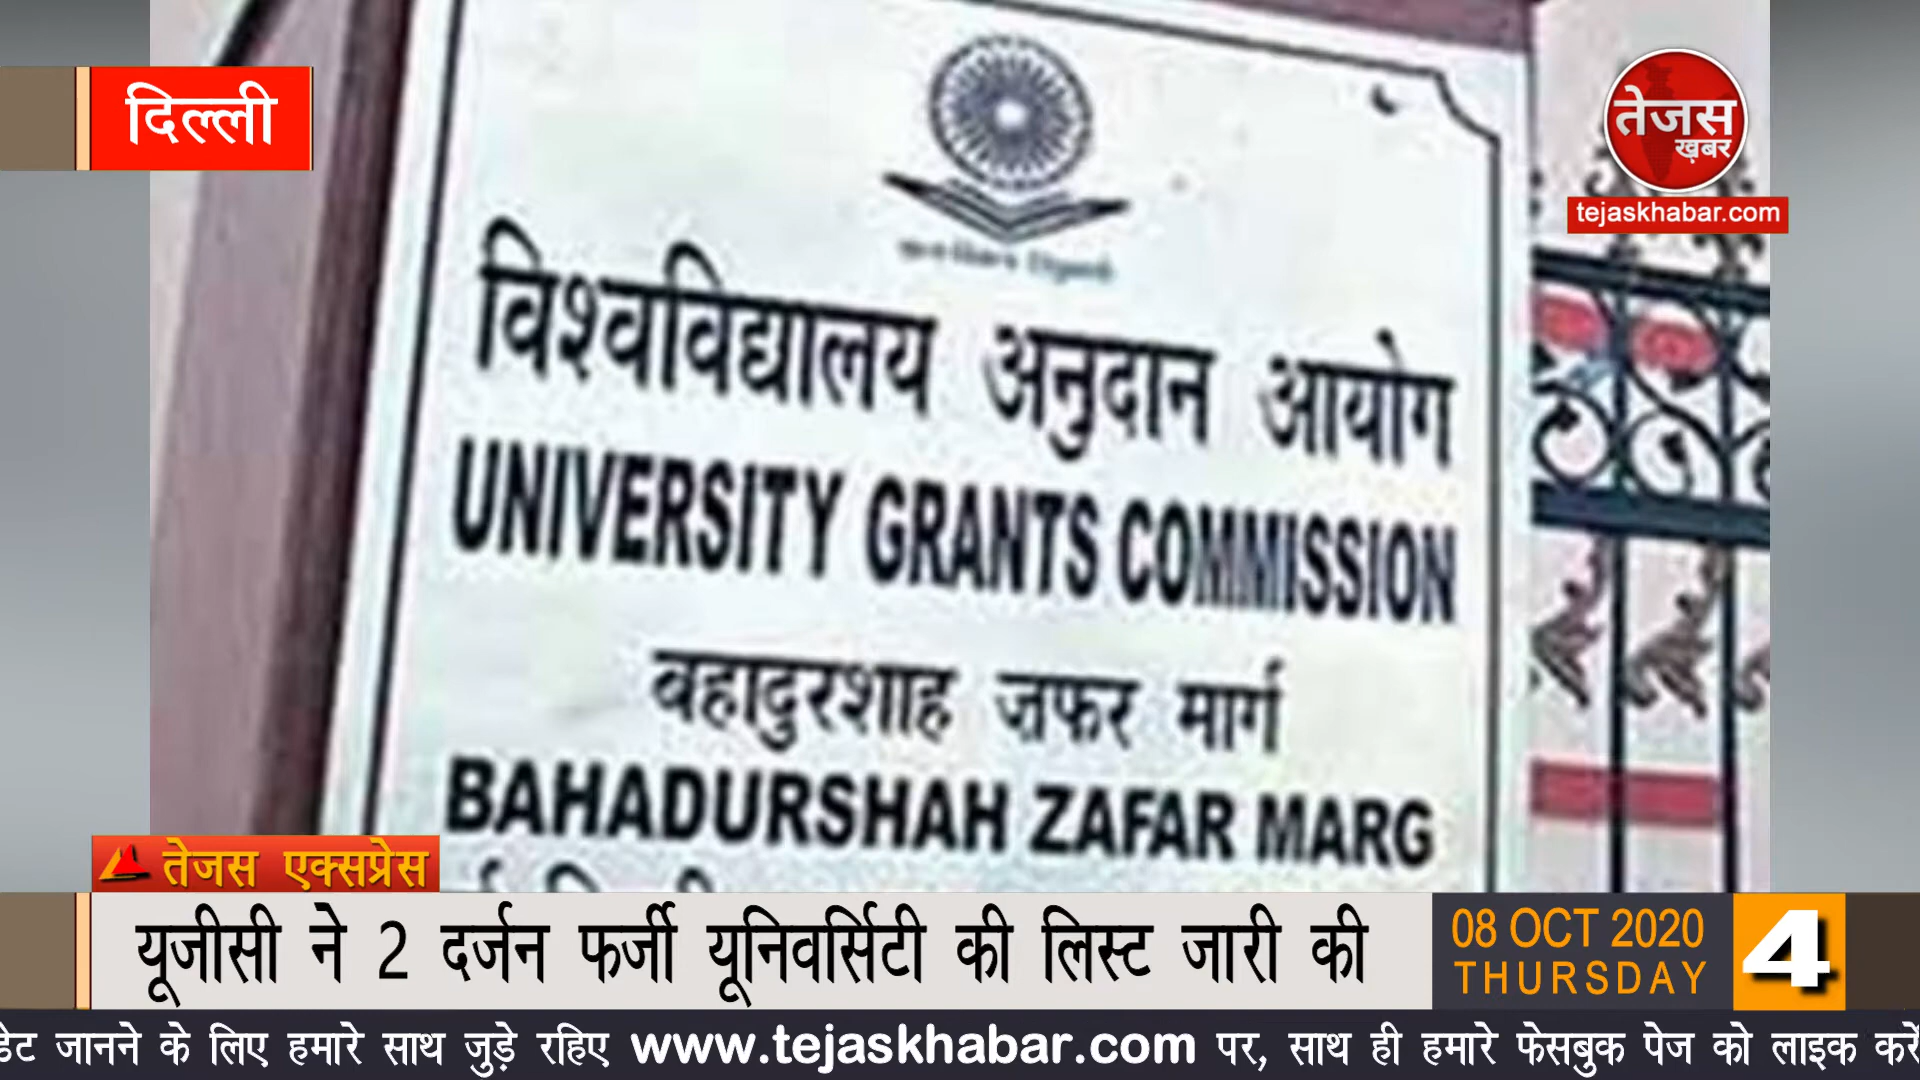 दिल्ली
तेजस
ख़बर
tejaskhabar.com
विश्वविद्यालय अनुदान आयोग
UNIVERSITY GRANTS COMMISSION
बहादुरशाह ज़फर मार्ग
BAHADURSHAH ZAFAR MARG
तेजस एक्सप्रेस
यूजीसी ने 2 दर्जन फर्जी यूनिवर्सिटी की लिस्ट जारी की
08 OCT 2020
THURSDAY
4
डेट जानने के लिए हमारे साथ जुड़े रहिए www.tejaskhabar.com पर, साथ ही हमारे फेसबुक पेज को लाइक करें